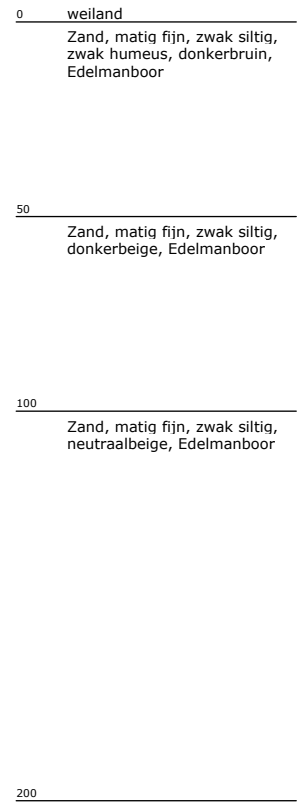 0 weiland
Zand, matig fijn, zwak siltig,
zwak humeus, donkerbruin,
Edelmanboor
50
Zand, matig fijn, zwak siltig,
donkerbeige, Edelmanboor
100
Zand, matig fijn, zwak siltig,
neutraalbeige, Edelmanboor
200